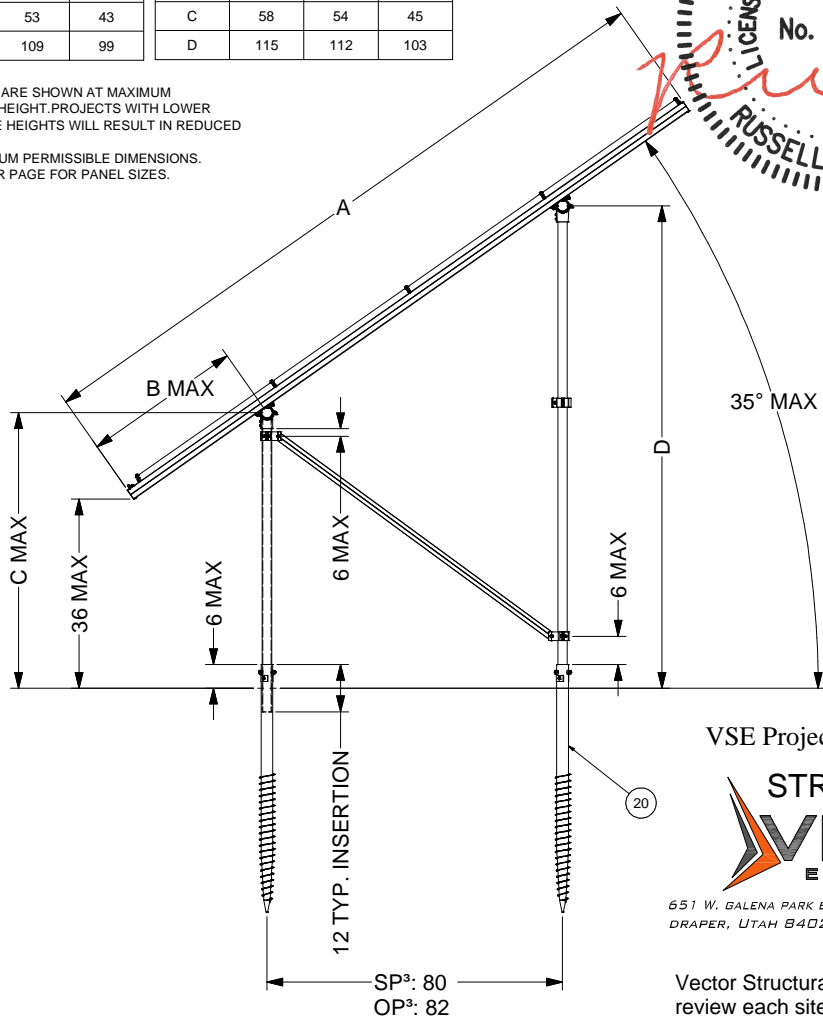 53 43
109 99
C 58 54 45
D 115 112 103
ARE SHOWN AT MAXIMUM
HEIGHT.PROJECTS WITH LOWER
HEIGHTS WILL RESULT IN REDUCED
UM PERMISSIBLE DIMENSIONS.
R PAGE FOR PANEL SIZES.
No.
LICENS
RUSSELL
A
B MAX
C MAX
36 MAX
6 MAX
6 MAX
6 MAX
D
35° MAX
12 TYP. INSERTION
20
SP³: 80
OP³: 82
VSE Projec
STR
V
E
651 W. GALENA PARK B
DRAPER, UTAH 8402
Vector Structura
review each site